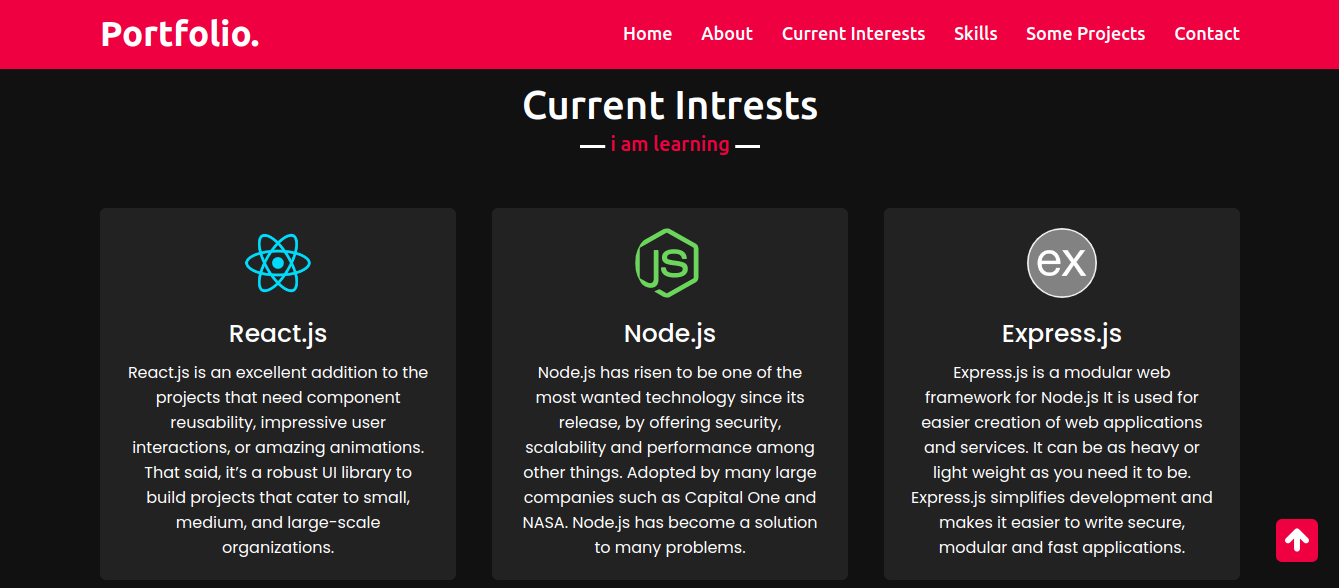 Portfolio.
Home About Current Interests Skills Some Projects Contact
Current Intrests
i am learning
JS
React.js
React.js is an excellent addition to the
projects that need component
reusability, impressive user
interactions, or amazing animations.
That said, it’s a robust UI library to
build projects that cater to small,
medium, and large-scale
organizations.
Node.js
Node.js has risen to be one of the
most wanted technology since its
release, by offering security,
scalability and performance among
other things. Adopted by many large
companies such as Capital One and
NASA. Node.js has become a solution
to many problems.
ex
Express.js
Express.js is a modular web
framework for Node.js It is used for
easier creation of web applications
and services. It can be as heavy or
light weight as you need it to be.
Express.js simplifies development and
makes it easier to write secure,
modular and fast applications.